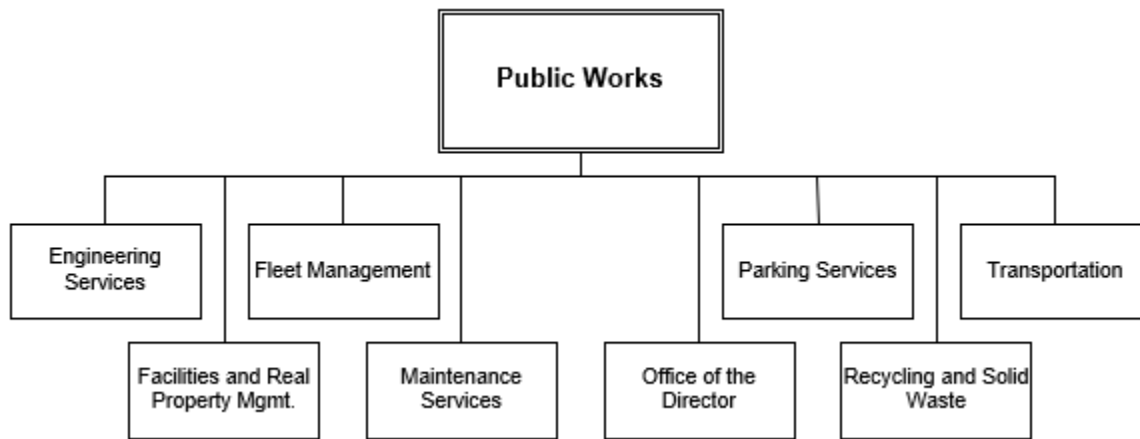 Public Works
Engineering
Services
Fleet Management
Parking Services
Transportation
Facilities and Real
Property Mgmt.
Maintenance
Services
Office of the
Director
Recycling and Solid
Waste